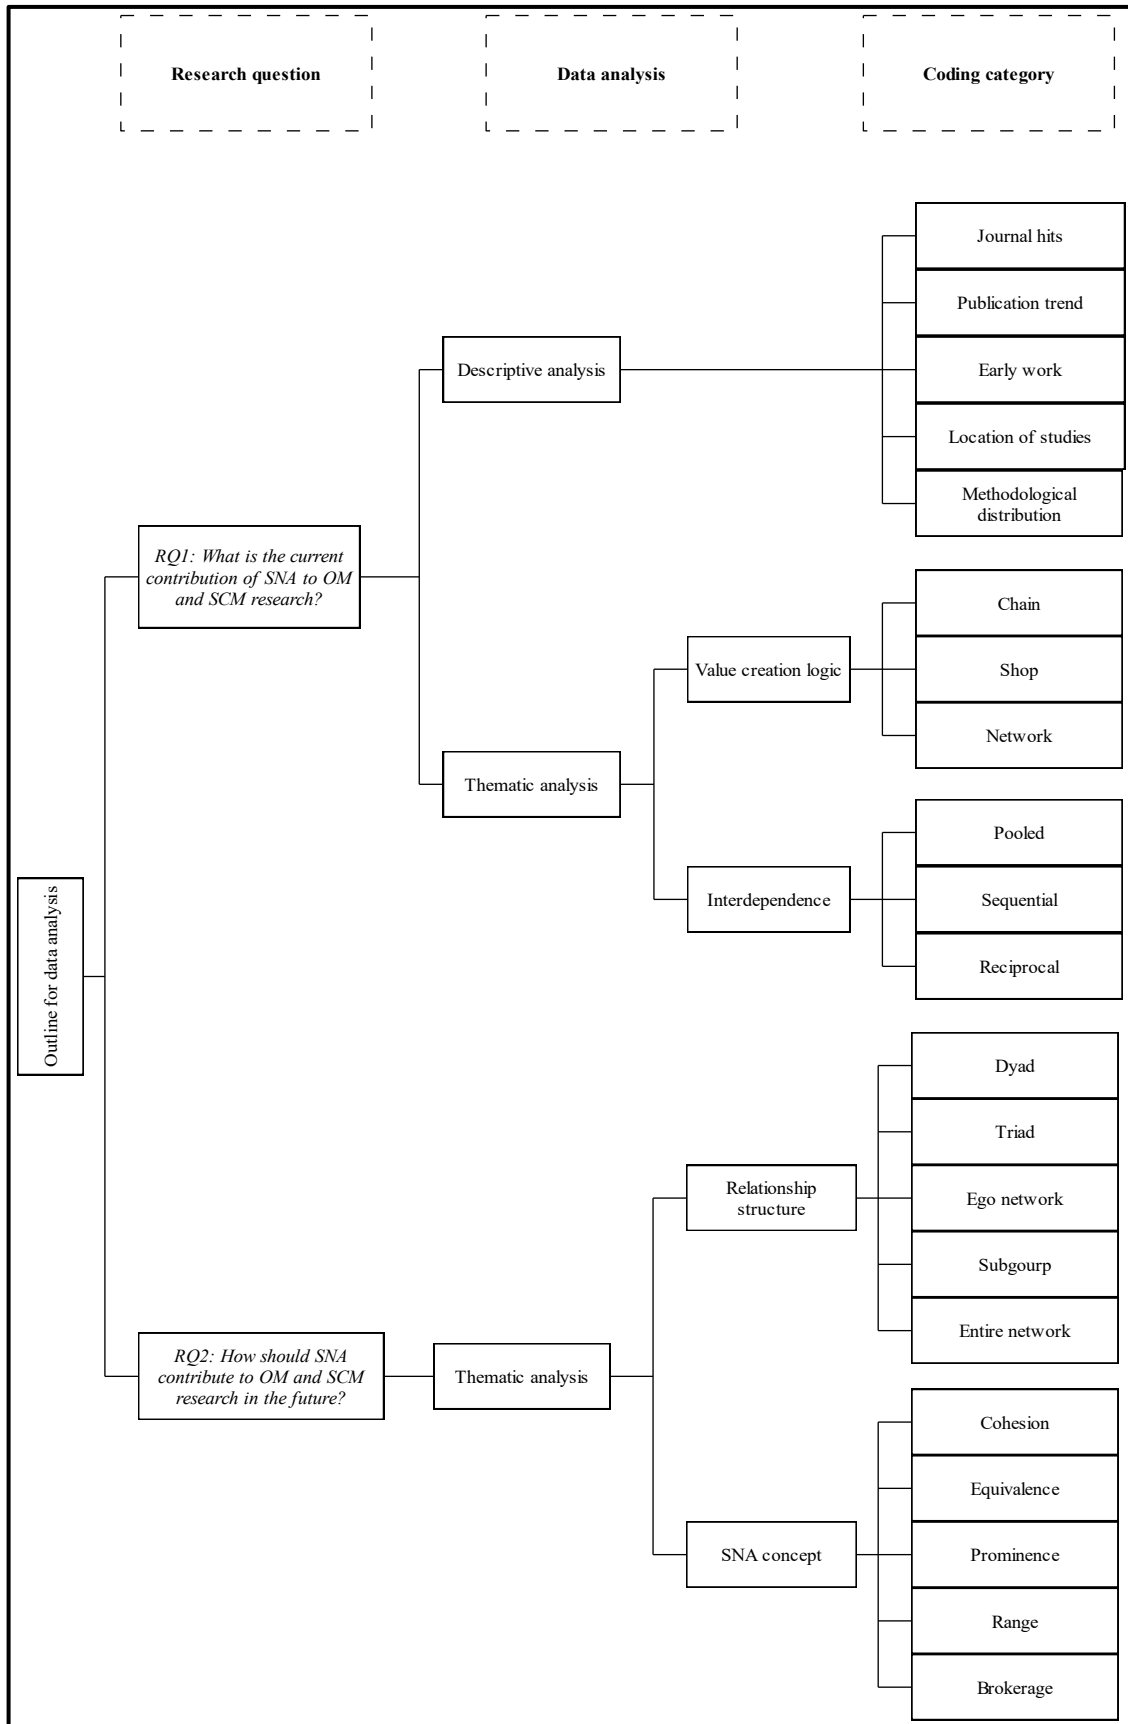 Research question
Data analysis
Coding category
Journal hits
Publication trend
Descriptive analysis
Early work
Location of studies
Methodological
distribution
RQ1: What is the current
contribution of SNA to OM
and SCM research?
Chain
Value creation logic
Shop
Network
Thematic analysis
Pooled
Interdependence
Sequential
Reciprocal
Outline for data analysis
Dyad
Triad
Relationship
structure
Ego network
Subgourp
Entire network
RQ2: How should SNA
contribute to OM and SCM
research in the future?
Thematic analysis
Cohesion
Equivalence
SNA concept
Prominence
Range
Brokerage